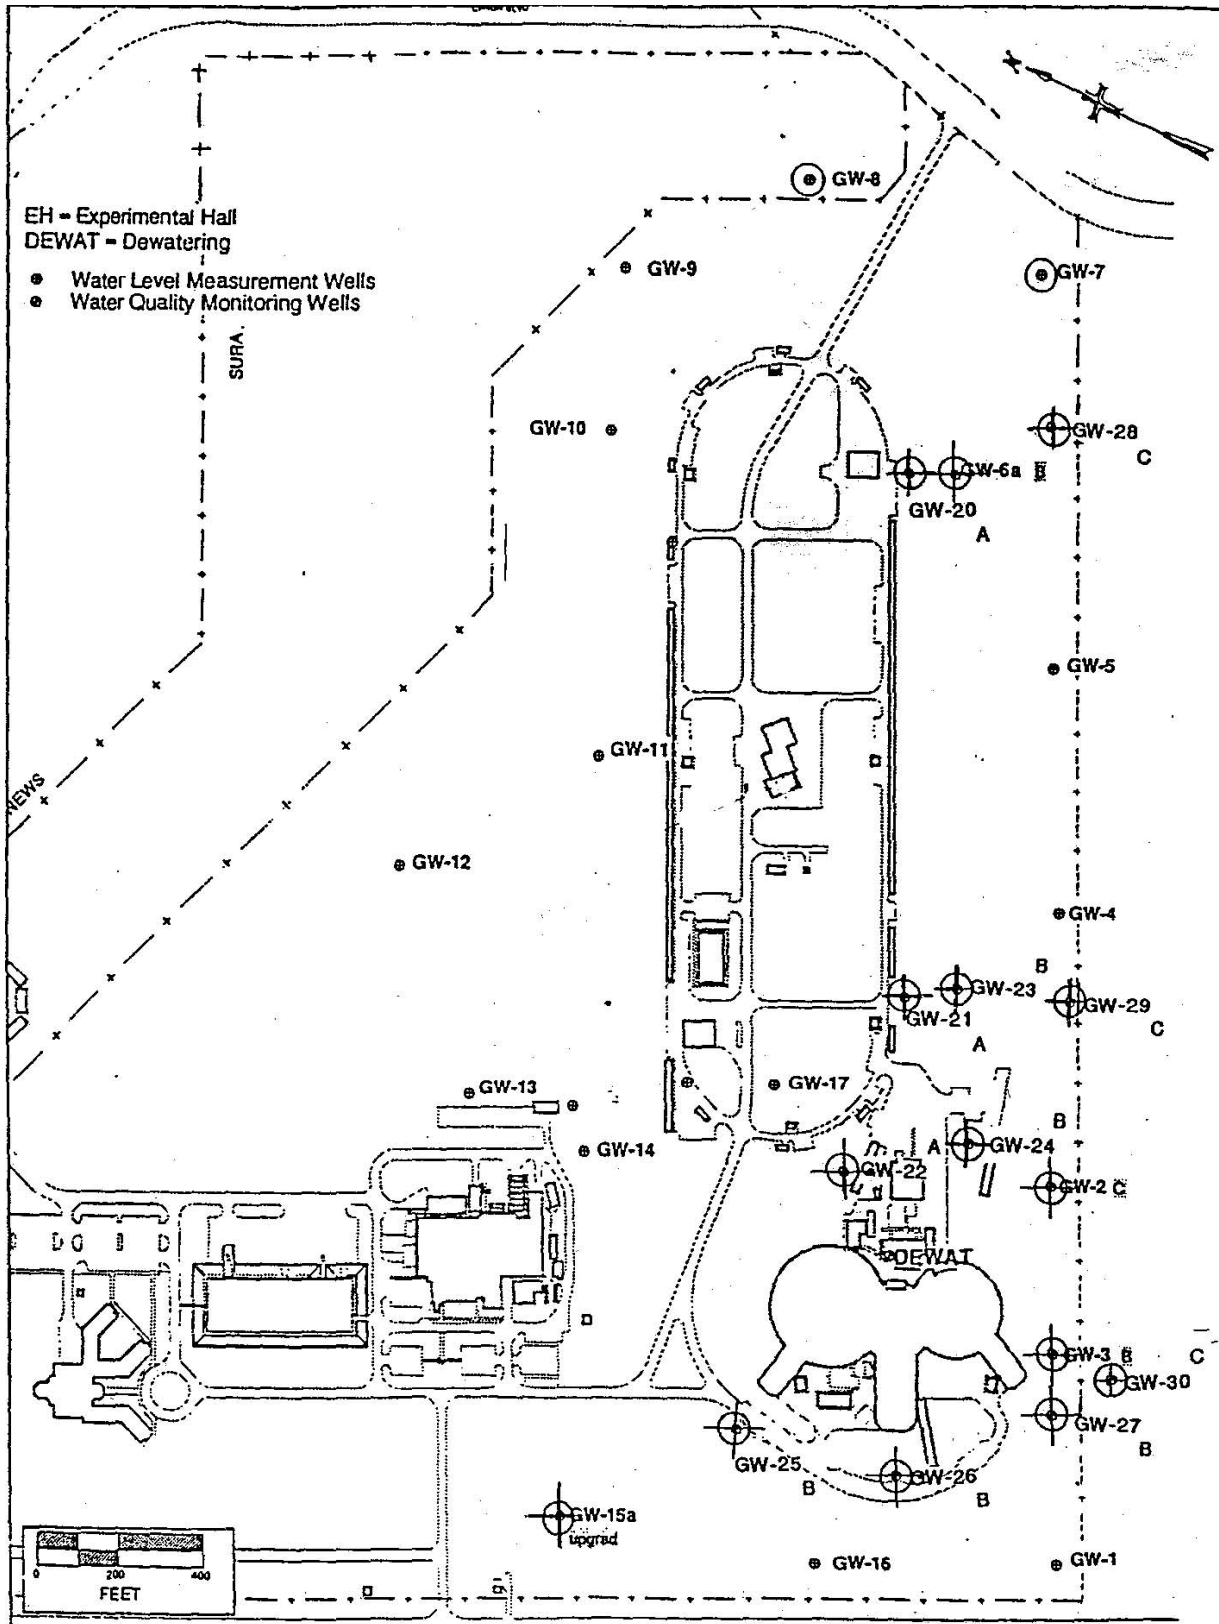 GW-8
EH = Experimental Hall
DEWAT = Dewatering
Water Level Measurement Wells
Water Quality Monitoring Wells
GW-9
GW-7
SURA
GW-10
GW-28
C
GW-6a B
GW-20
A
GW-5
GW-11
NEWS
GW-12
GW-4
B
GW-23
GW-29
GW-21
C
A
GW-13
GW-17
B
GW-14
A
GW-24
GW-22
GW-2 C
DEWAT
GW-3 B
C
GW-30
GW-27
B
GW-25
GW-26
B
B
GW-15a
upgrad
GW-16
GW-1
0 200 400
FEET